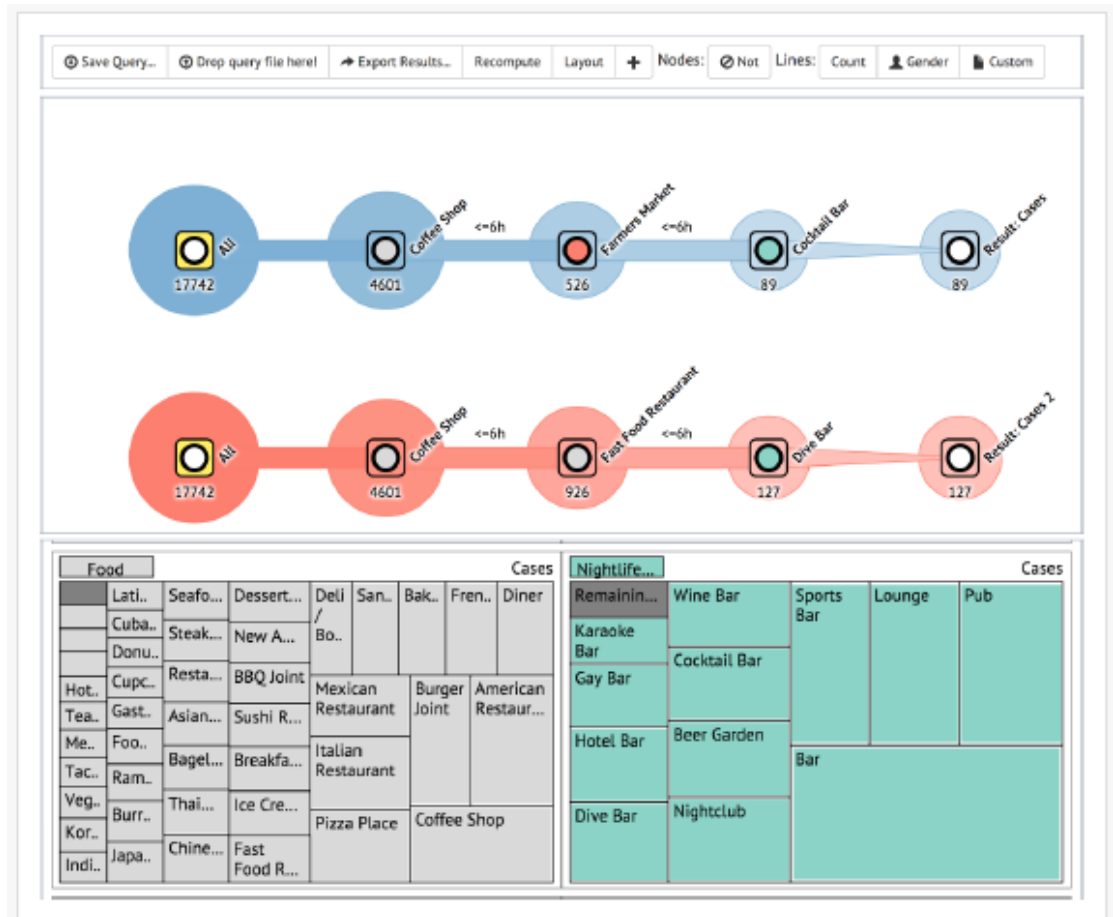 Save Query... Drop query file here! Export Results... Recompute Layout + Nodes: Not Lines: Count Gender Custom
All Coffee Shop <=6h Farmers Market <=6h Cocktail Bar Result: Cases
17742 4601 526 89 89
All Coffee Shop <=6h Fast Food Restaurant <=6h Dive Bar Result: Cases 2
17742 4601 926 127 127
Food Cases
Hot..
Tea..
Me..
Tac..
Veg..
Kor..
Indi..
Lati..
Cuba..
Donu..
Cupc..
Gast..
Foo..
Ram..
Burr..
Japa..
Seafo...
Steak...
Resta...
Asian...
Bagel...
Thai...
Chine...
Dessert...
New A...
BBQ Joint
Sushi R...
Breakfa...
Ice Cre...
Fast
Food R...
Deli
/
Bo..
San..
Bak..
Fren..
Diner
Mexican
Restaurant
Italian
Restaurant
Pizza Place
Burger
Joint
American
Restaur...
Coffee Shop
Nightlife... Cases
Remainin...
Karaoke
Bar
Gay Bar
Hotel Bar
Dive Bar
Wine Bar
Cocktail Bar
Beer Garden
Nightclub
Sports
Bar
Lounge
Pub
Bar